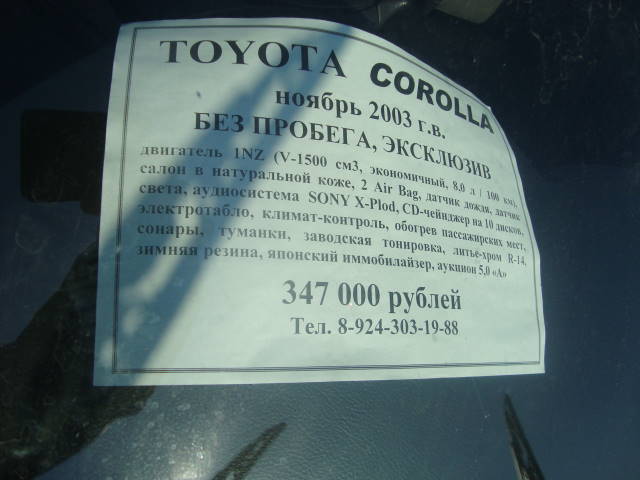 TOYOTA COROLLA
ноябрь 2003 г.в.
БЕЗ ПРОБЕГА, ЭКСКЛЮЗИВ
двигатель 1NZ (V-1500 см3, экономичный, 8,0 л / 100 км),
салон в натуральной коже, 2 Air Bag, датчик дождя, датчик
света, аудиосистема SONY X-Plod, CD-чейнджер на 10 дисков,
электротабло, климат-контроль, обогрев пассажирских мест,
сонары, туманки, заводская тонировка, литье-хром R-14,
зимняя резина, японский иммобилайзер, аукцион 5,0 «А»
347 000 рублей
Тел. 8-924-303-19-88